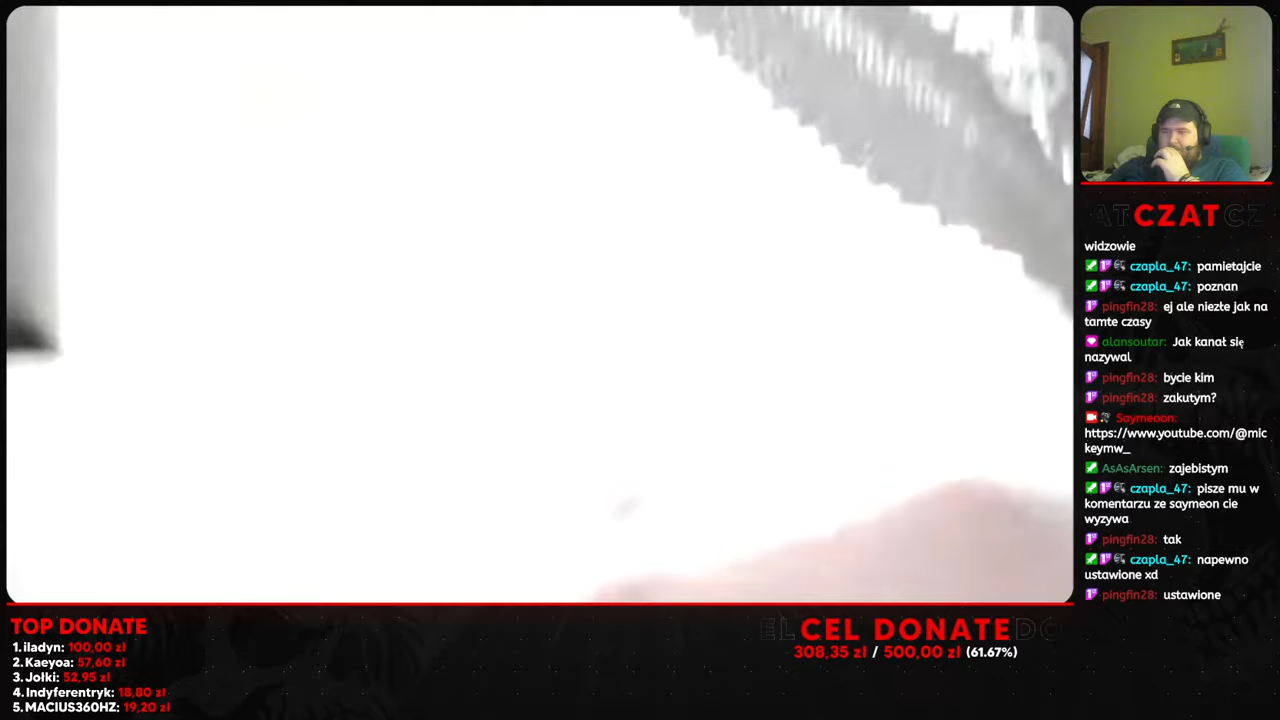 CZAT
widzowie
czapla_47: pamietajcie
czapla_47: poznan
pingfin28: ej ale niezłe jak na
tamte czasy
alansoutar: Jak kanał się
nazywal
pingfin28: bycie kim
pingfin28: zakutym?
Saymeoon:
https://www.youtube.com/@mic
keymw_
AsAsArsen: zajebistym
czapla_47: pisze mu w
komentarzu ze saymeon cie
wyzywa
pingfin28: tak
czapla_47: napewno
ustawione xd
pingfin28: ustawione
TOP DONATE
1. iladyn: 100,00 zł
2. Kaeyoa: 57,60 zł
3. Jołki: 52,95 zł
4. Indyferentryk: 18,80 zł
5. MACIUS360HZ: 19,20 zł
CEL DONATE
308,35 zł / 500,00 zł (61.67%)